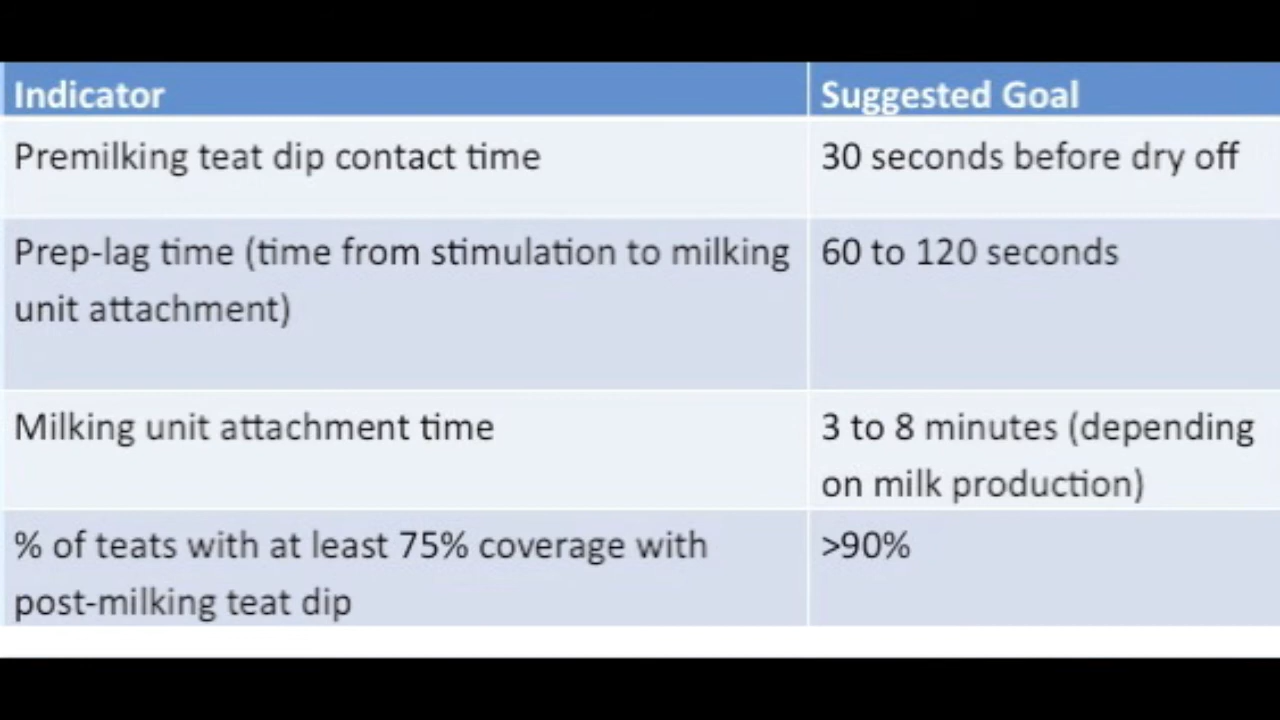 Indicator
Suggested Goal
Premilking teat dip contact time
30 seconds before dry off
Prep-lag time (time from stimulation to milking
unit attachment)
60 to 120 seconds
Milking unit attachment time
3 to 8 minutes (depending
on milk production)
% of teats with at least 75% coverage with
post-milking teat dip
>90%